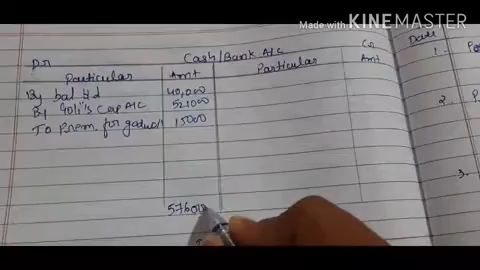 Made with KINEMASTER
Dr Cash/Bank A/C Cr
Particular Amt Particular Amt
By bal b/d 40,000
By Goli's Cap A/C 521000
To Prem. for goodwill 15000
576000
Date
1.
2. P
3.